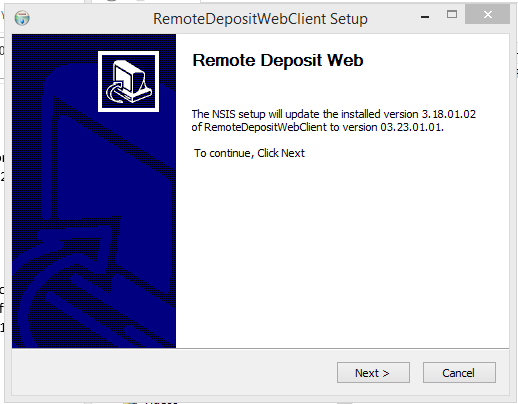 RemoteDepositWebClient Setup
Remote Deposit Web
The NSIS setup will update the installed version 3.18.01.02
of RemoteDepositWebClient to version 03.23.01.01.
To continue, Click Next
Next >
Cancel